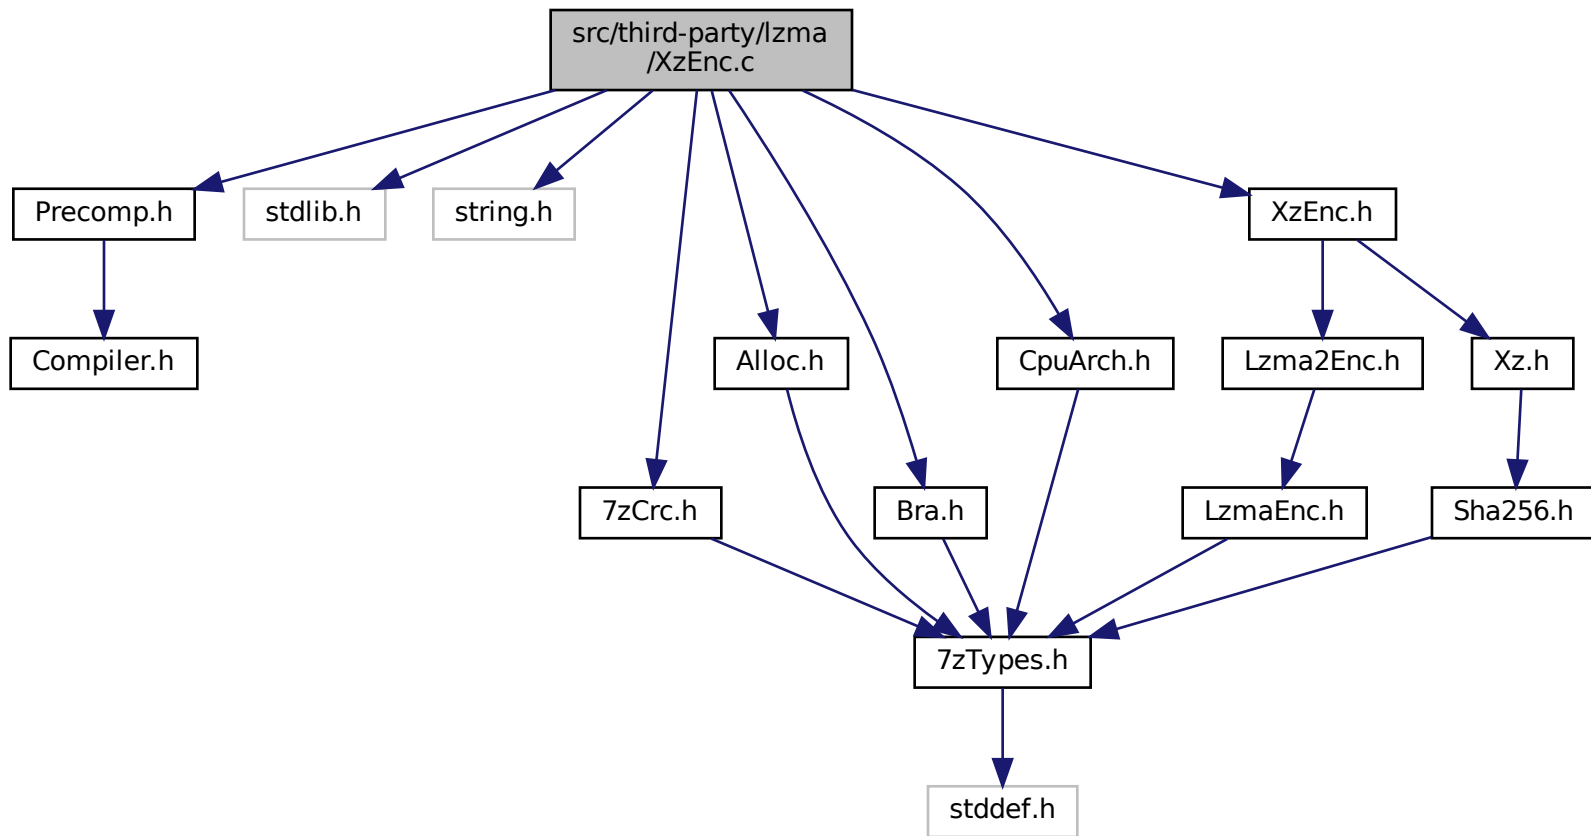 src/third-party/lzma
/XzEnc.c
Precomp.h
stdlib.h
string.h
XzEnc.h
Compiler.h
Alloc.h
CpuArch.h
Lzma2Enc.h
Xz.h
7zCrc.h
Bra.h
LzmaEnc.h
Sha256.h
7zTypes.h
stddef.h